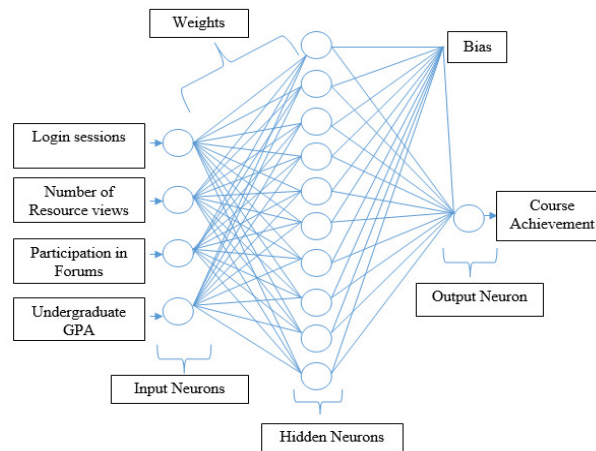 Weights
Bias
Login sessions
Number of
Resource views
Participation in
Forums
Undergraduate
GPA
Course
Achievement
Output Neuron
Input Neurons
Hidden Neurons